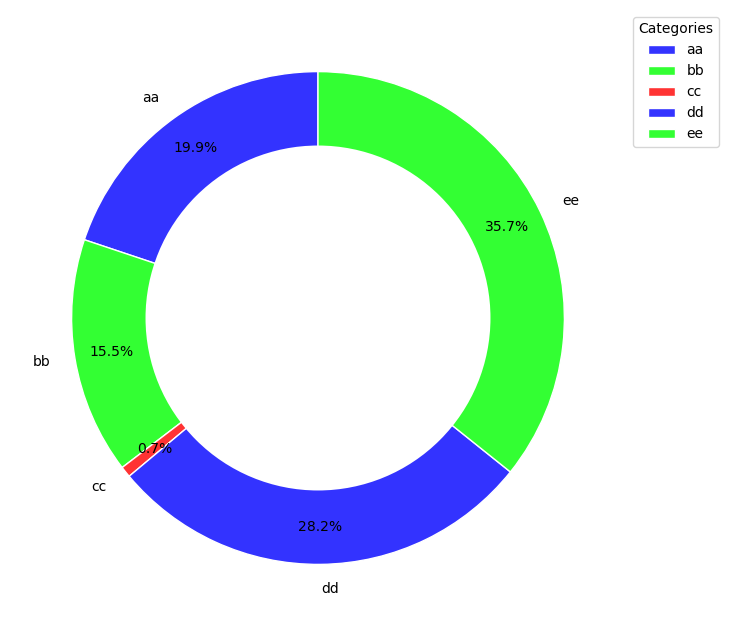 Categories
aa
bb
cc
dd
ee
aa
19.9%
ee
35.7%
15.5%
bb
0.7%
cc
28.2%
dd